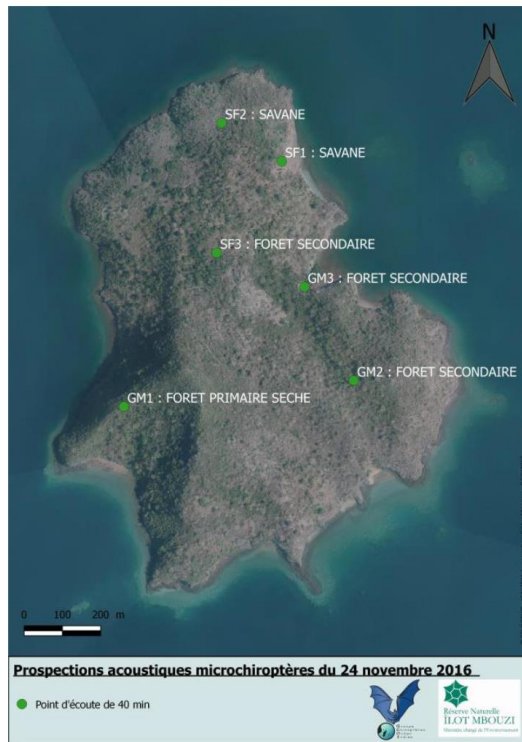 N
SF2 : SAVANE
SF1 : SAVANE
SF3 : FORET SECONDAIRE
GM3 : FORET SECONDAIRE
GM2 : FORET SECONDAIRE
GM1 : FORET PRIMAIRE SECHE
0 100 200 m
Prospections acoustiques microchiroptères du 24 novembre 2016
Point d'écoute de 40 min
Réserve Naturelle
ÎLOT MBOUZI